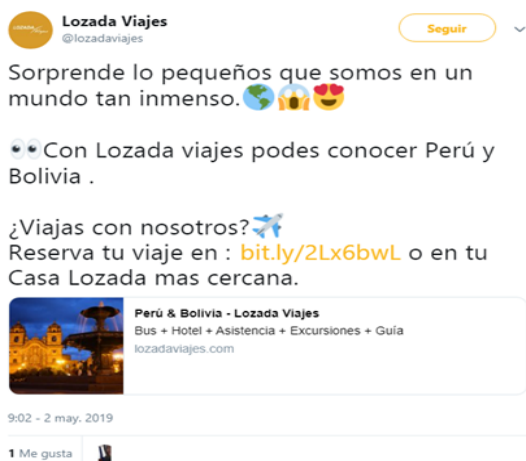 Lozada Viajes
@lozadaviajes
Seguir
Sorprende lo pequeños que somos en un
mundo tan inmenso.🌎😱😍
👀Con Lozada viajes podes conocer Perú y
Bolivia .
¿Viajas con nosotros?✈️
Reserva tu viaje en : bit.ly/2Lx6bwL o en tu
Casa Lozada mas cercana.
Perú & Bolivia - Lozada Viajes
Bus + Hotel + Asistencia + Excursiones + Guía
lozadaviajes.com
9:02 - 2 may. 2019
1 Me gusta